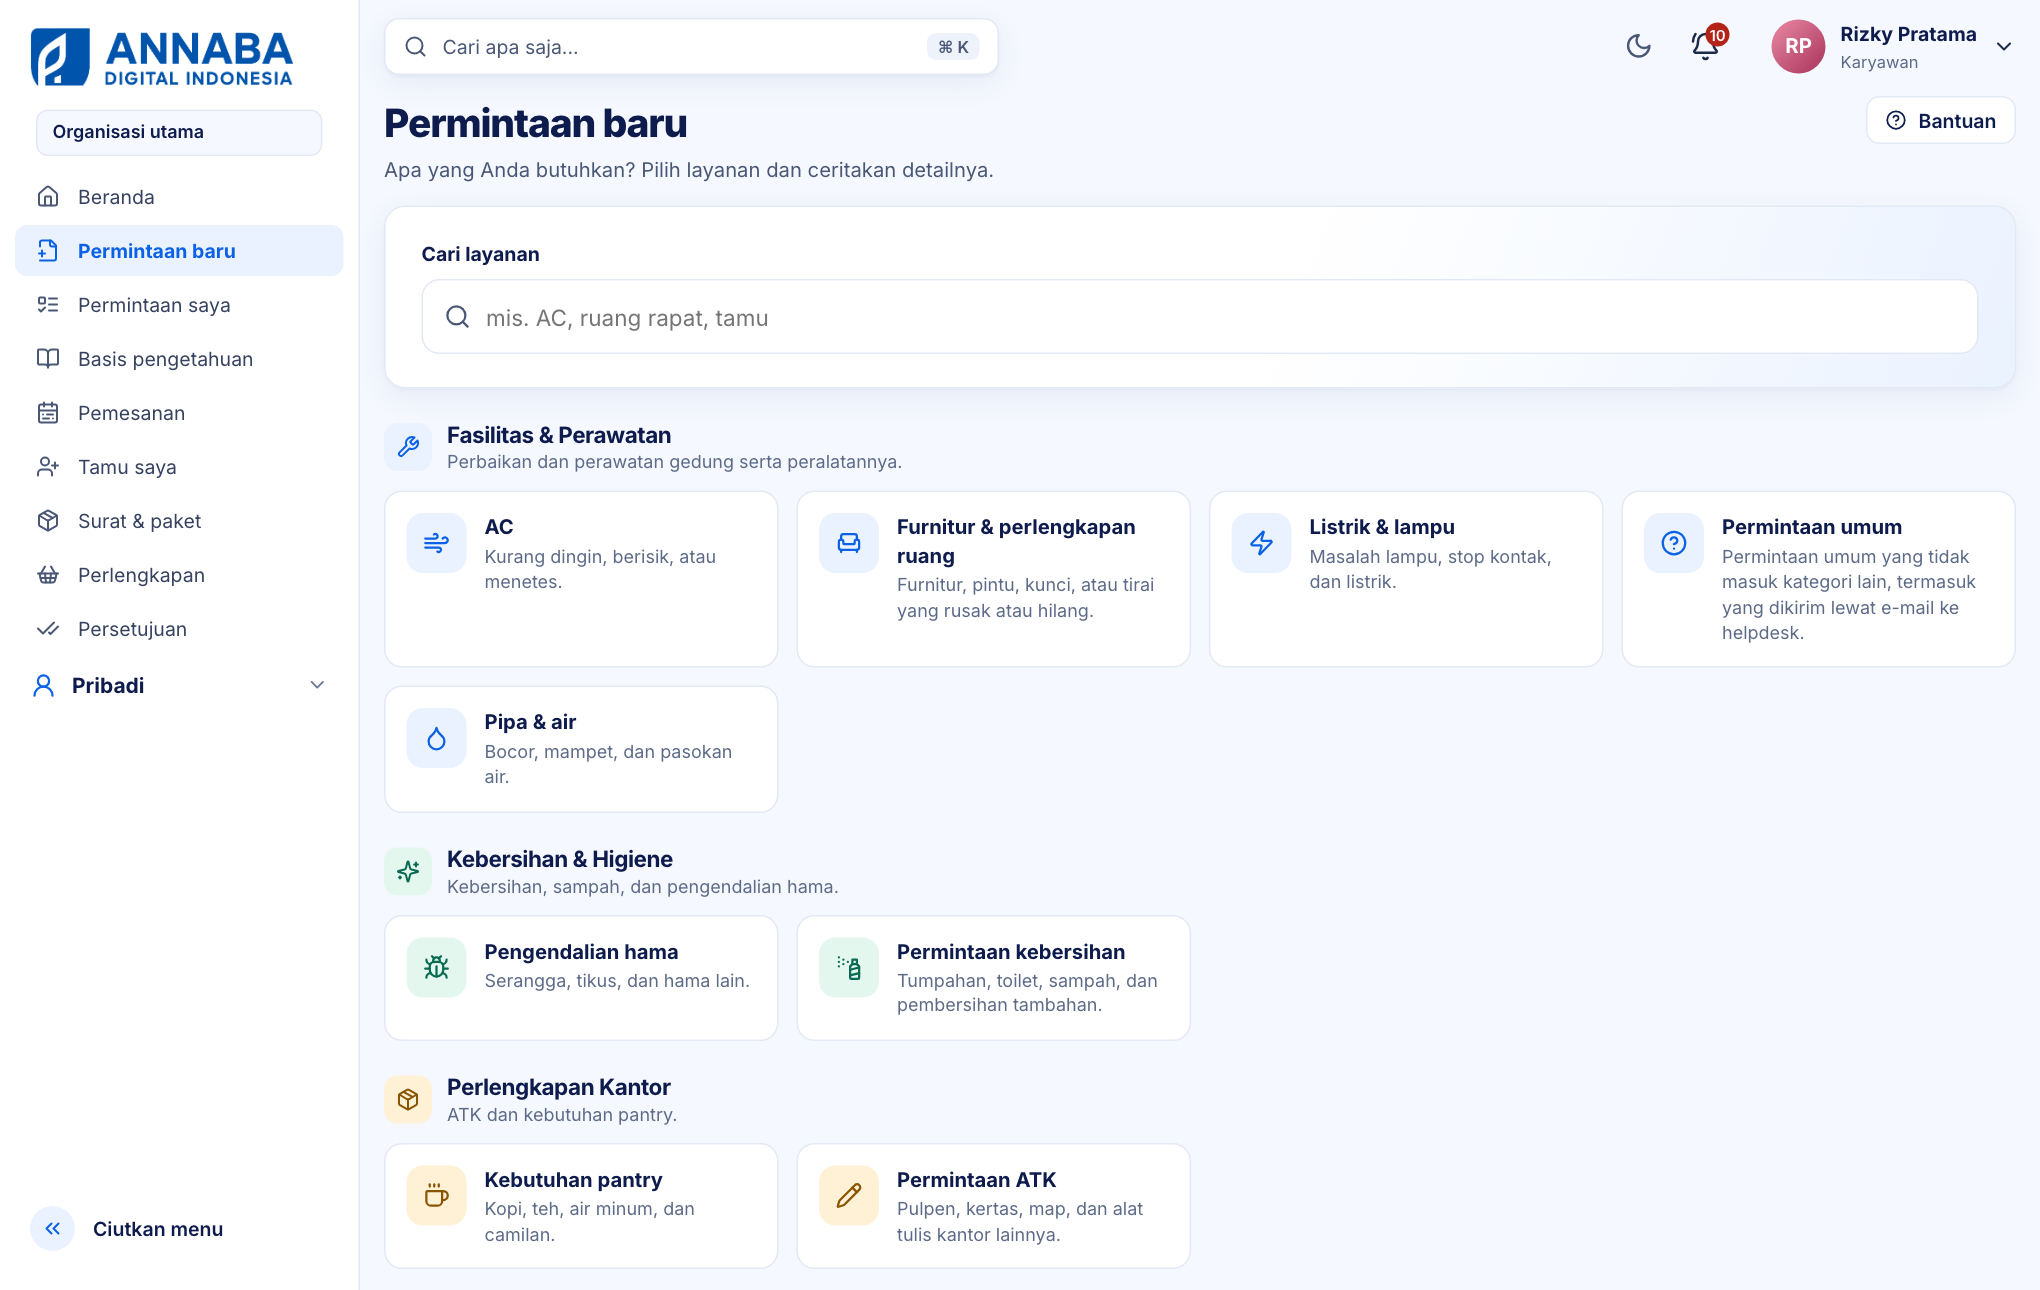 ANNABA
DIGITAL INDONESIA
Organisasi utama
Beranda
Permintaan baru
Permintaan saya
Basis pengetahuan
Pemesanan
Tamu saya
Surat & paket
Perlengkapan
Persetujuan
Pribadi
Ciutkan menu
Cari apa saja...
⌘ K
10
RP
Rizky Pratama
Karyawan
Permintaan baru
Apa yang Anda butuhkan? Pilih layanan dan ceritakan detailnya.
Bantuan
Cari layanan
mis. AC, ruang rapat, tamu
Fasilitas & Perawatan
Perbaikan dan perawatan gedung serta peralatannya.
AC
Kurang dingin, berisik, atau
menetes.
Furnitur & perlengkapan
ruang
Furnitur, pintu, kunci, atau tirai
yang rusak atau hilang.
Listrik & lampu
Masalah lampu, stop kontak,
dan listrik.
Permintaan umum
Permintaan umum yang tidak
masuk kategori lain, termasuk
yang dikirim lewat e-mail ke
helpdesk.
Pipa & air
Bocor, mampet, dan pasokan
air.
Kebersihan & Higiene
Kebersihan, sampah, dan pengendalian hama.
Pengendalian hama
Serangga, tikus, dan hama lain.
Permintaan kebersihan
Tumpahan, toilet, sampah, dan
pembersihan tambahan.
Perlengkapan Kantor
ATK dan kebutuhan pantry.
Kebutuhan pantry
Kopi, teh, air minum, dan
camilan.
Permintaan ATK
Pulpen, kertas, map, dan alat
tulis kantor lainnya.